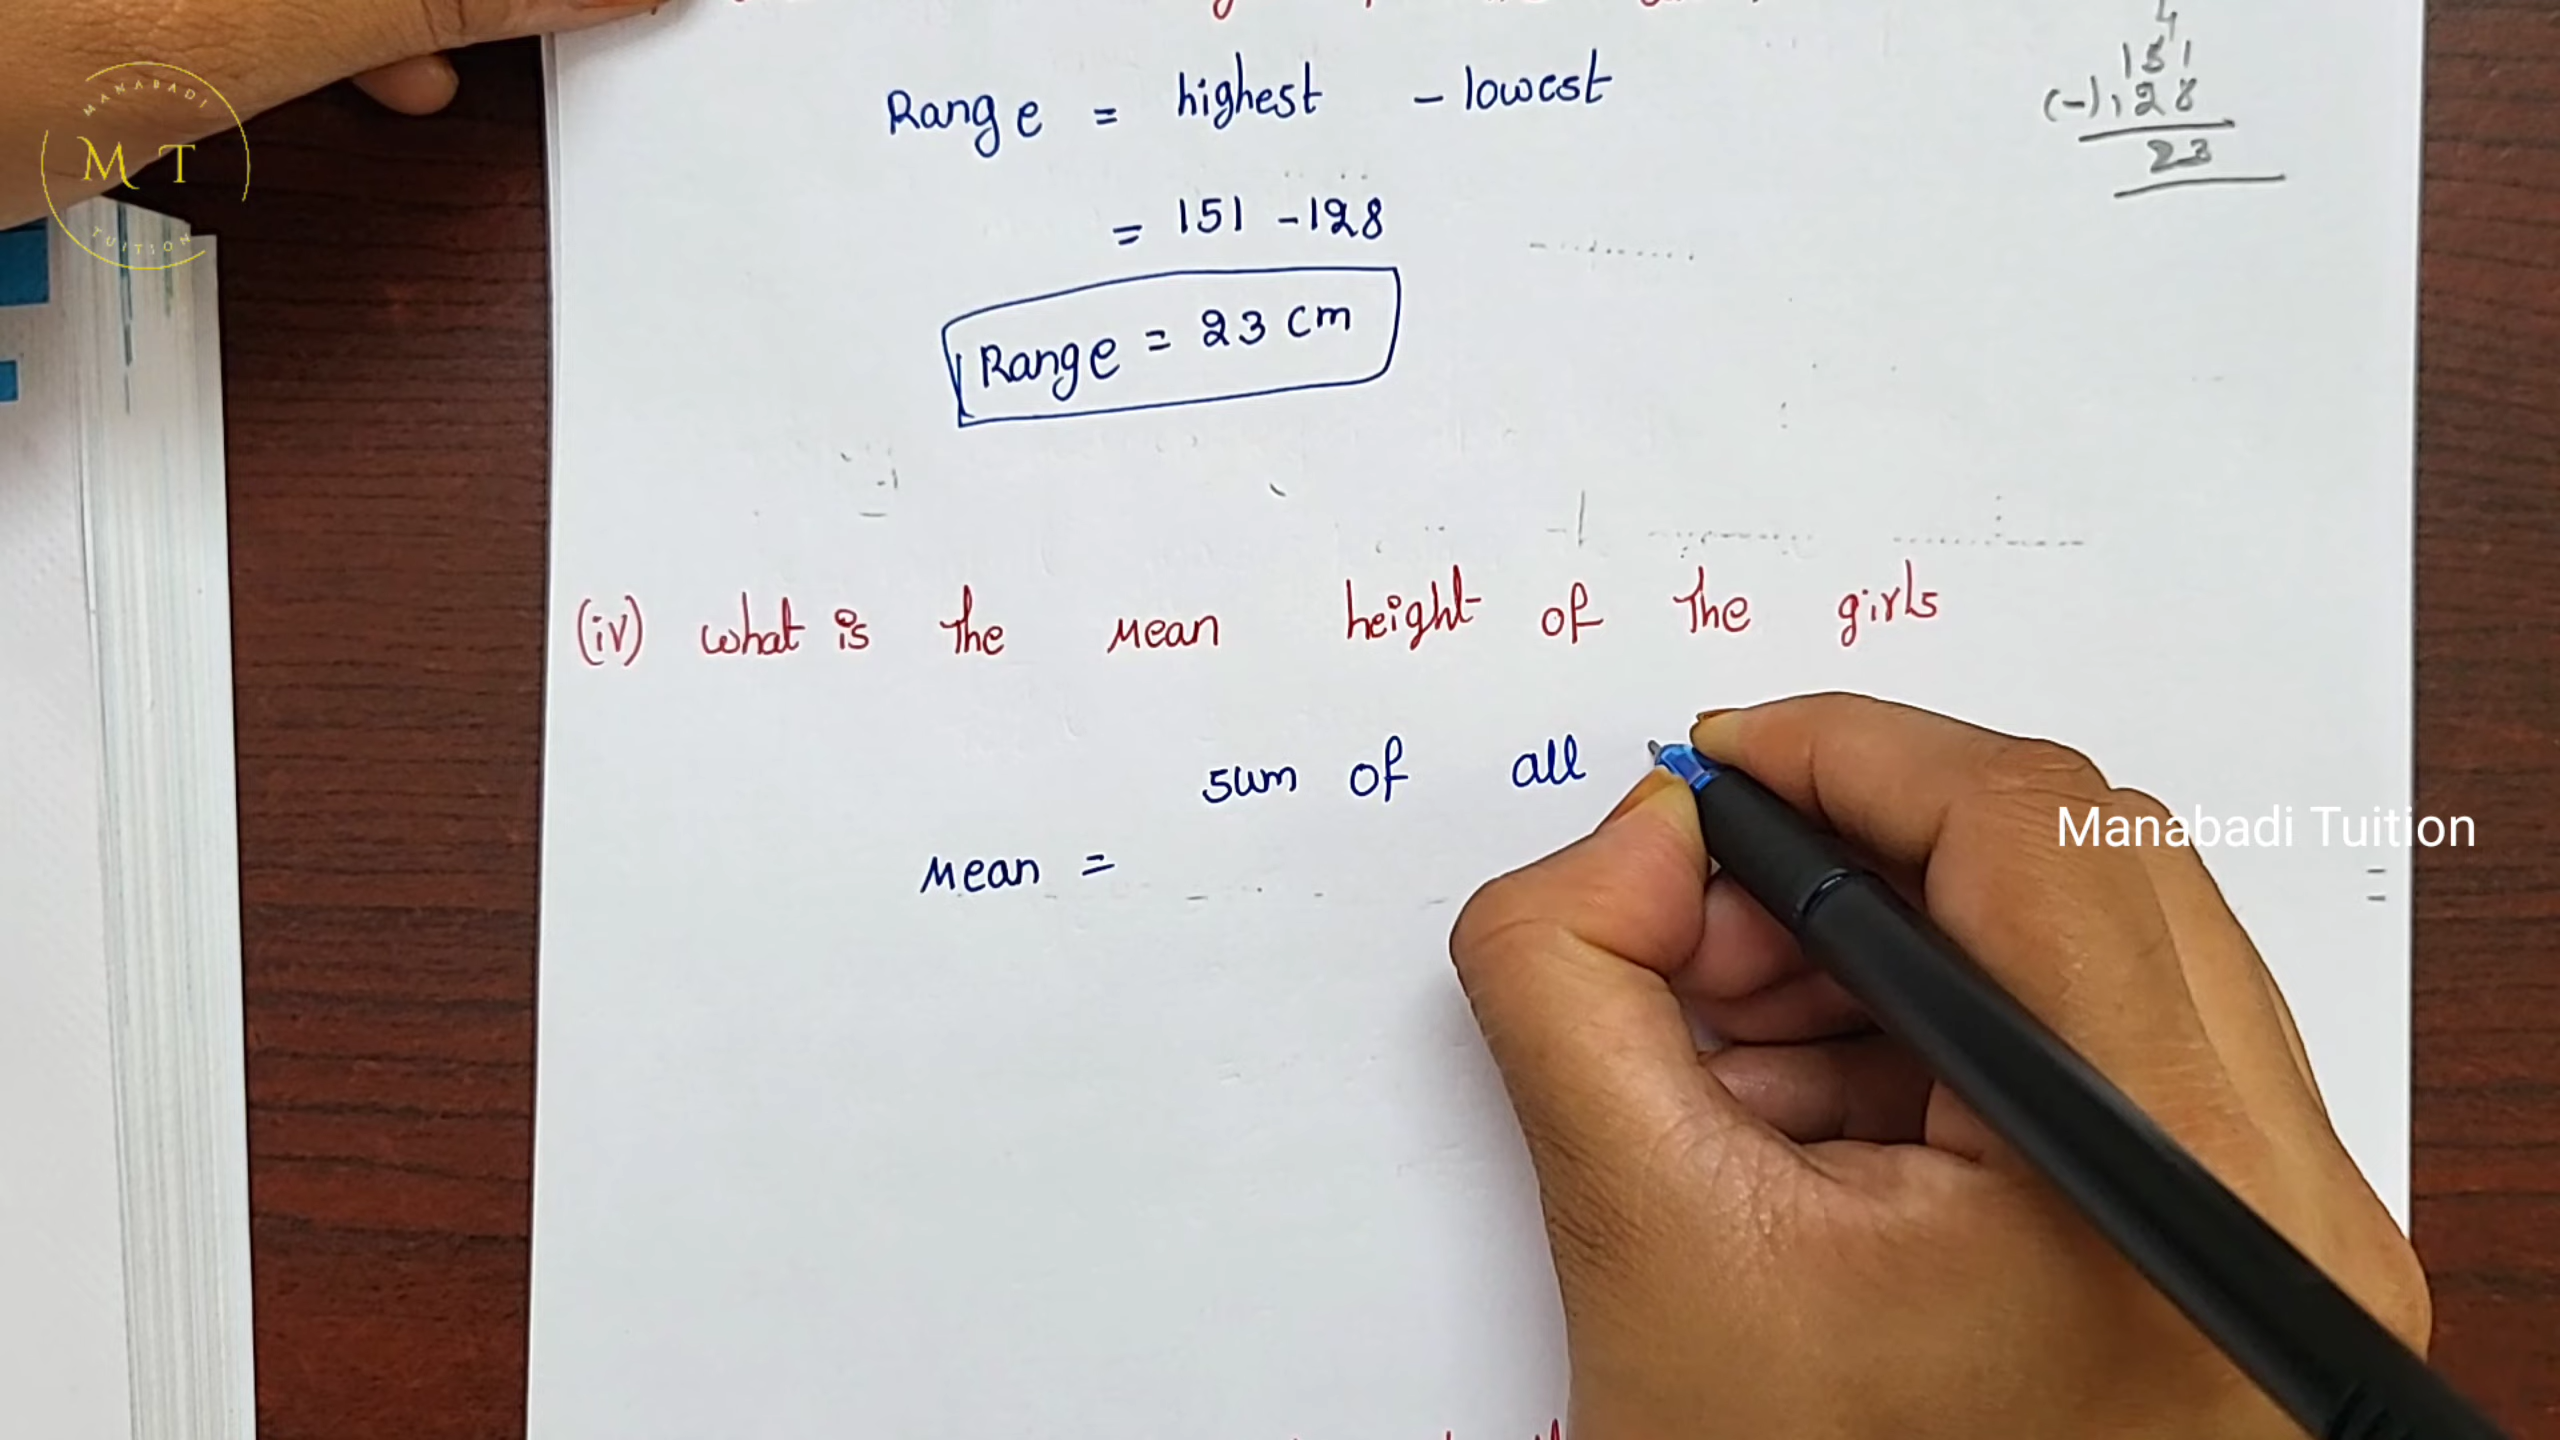 MANABADI
M T
TUITION
Range = highest - lowest
= 151 - 128
Range = 23 cm
4
151
(-) 128
23
(iv) what is the Mean height of the girls
sum of all
Mean =
Manabadi Tuition
=